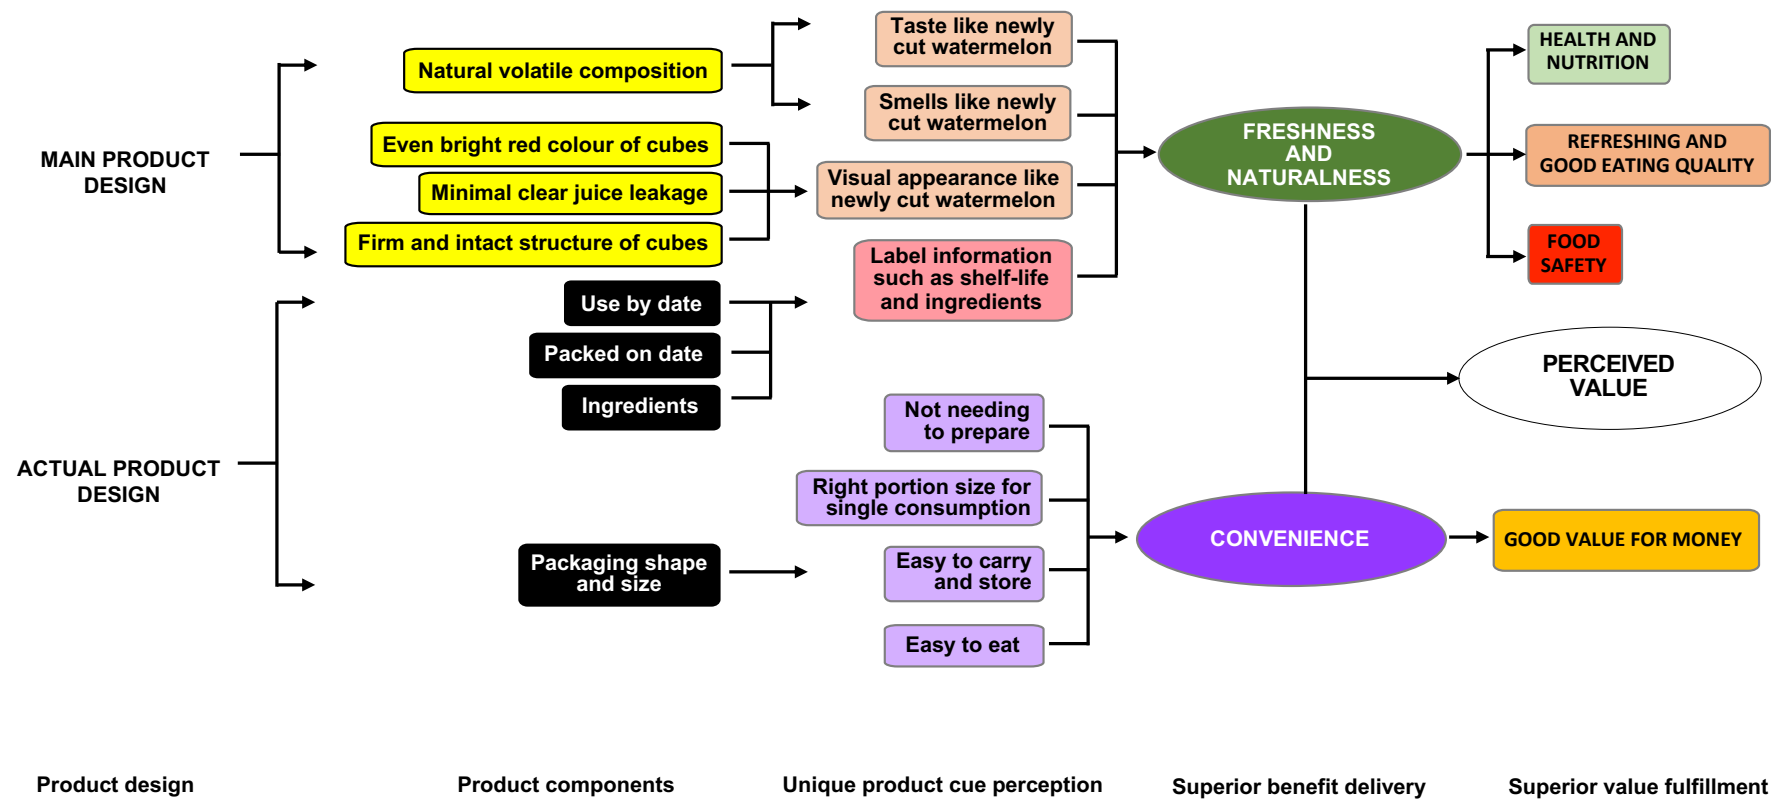 MAIN PRODUCT
DESIGN
ACTUAL PRODUCT
DESIGN
Natural volatile composition
Even bright red colour of cubes
Minimal clear juice leakage
Firm and intact structure of cubes
Use by date
Packed on date
Ingredients
Packaging shape
and size
Taste like newly
cut watermelon
Smells like newly
cut watermelon
Visual appearance like
newly cut watermelon
Label information
such as shelf-life
and ingredients
Not needing
to prepare
Right portion size for
single consumption
Easy to carry
and store
Easy to eat
FRESHNESS
AND
NATURALNESS
CONVENIENCE
HEALTH AND
NUTRITION
REFRESHING AND
GOOD EATING QUALITY
FOOD
SAFETY
PERCEIVED
VALUE
GOOD VALUE FOR MONEY
Product design
Product components
Unique product cue perception
Superior benefit delivery
Superior value fulfillment